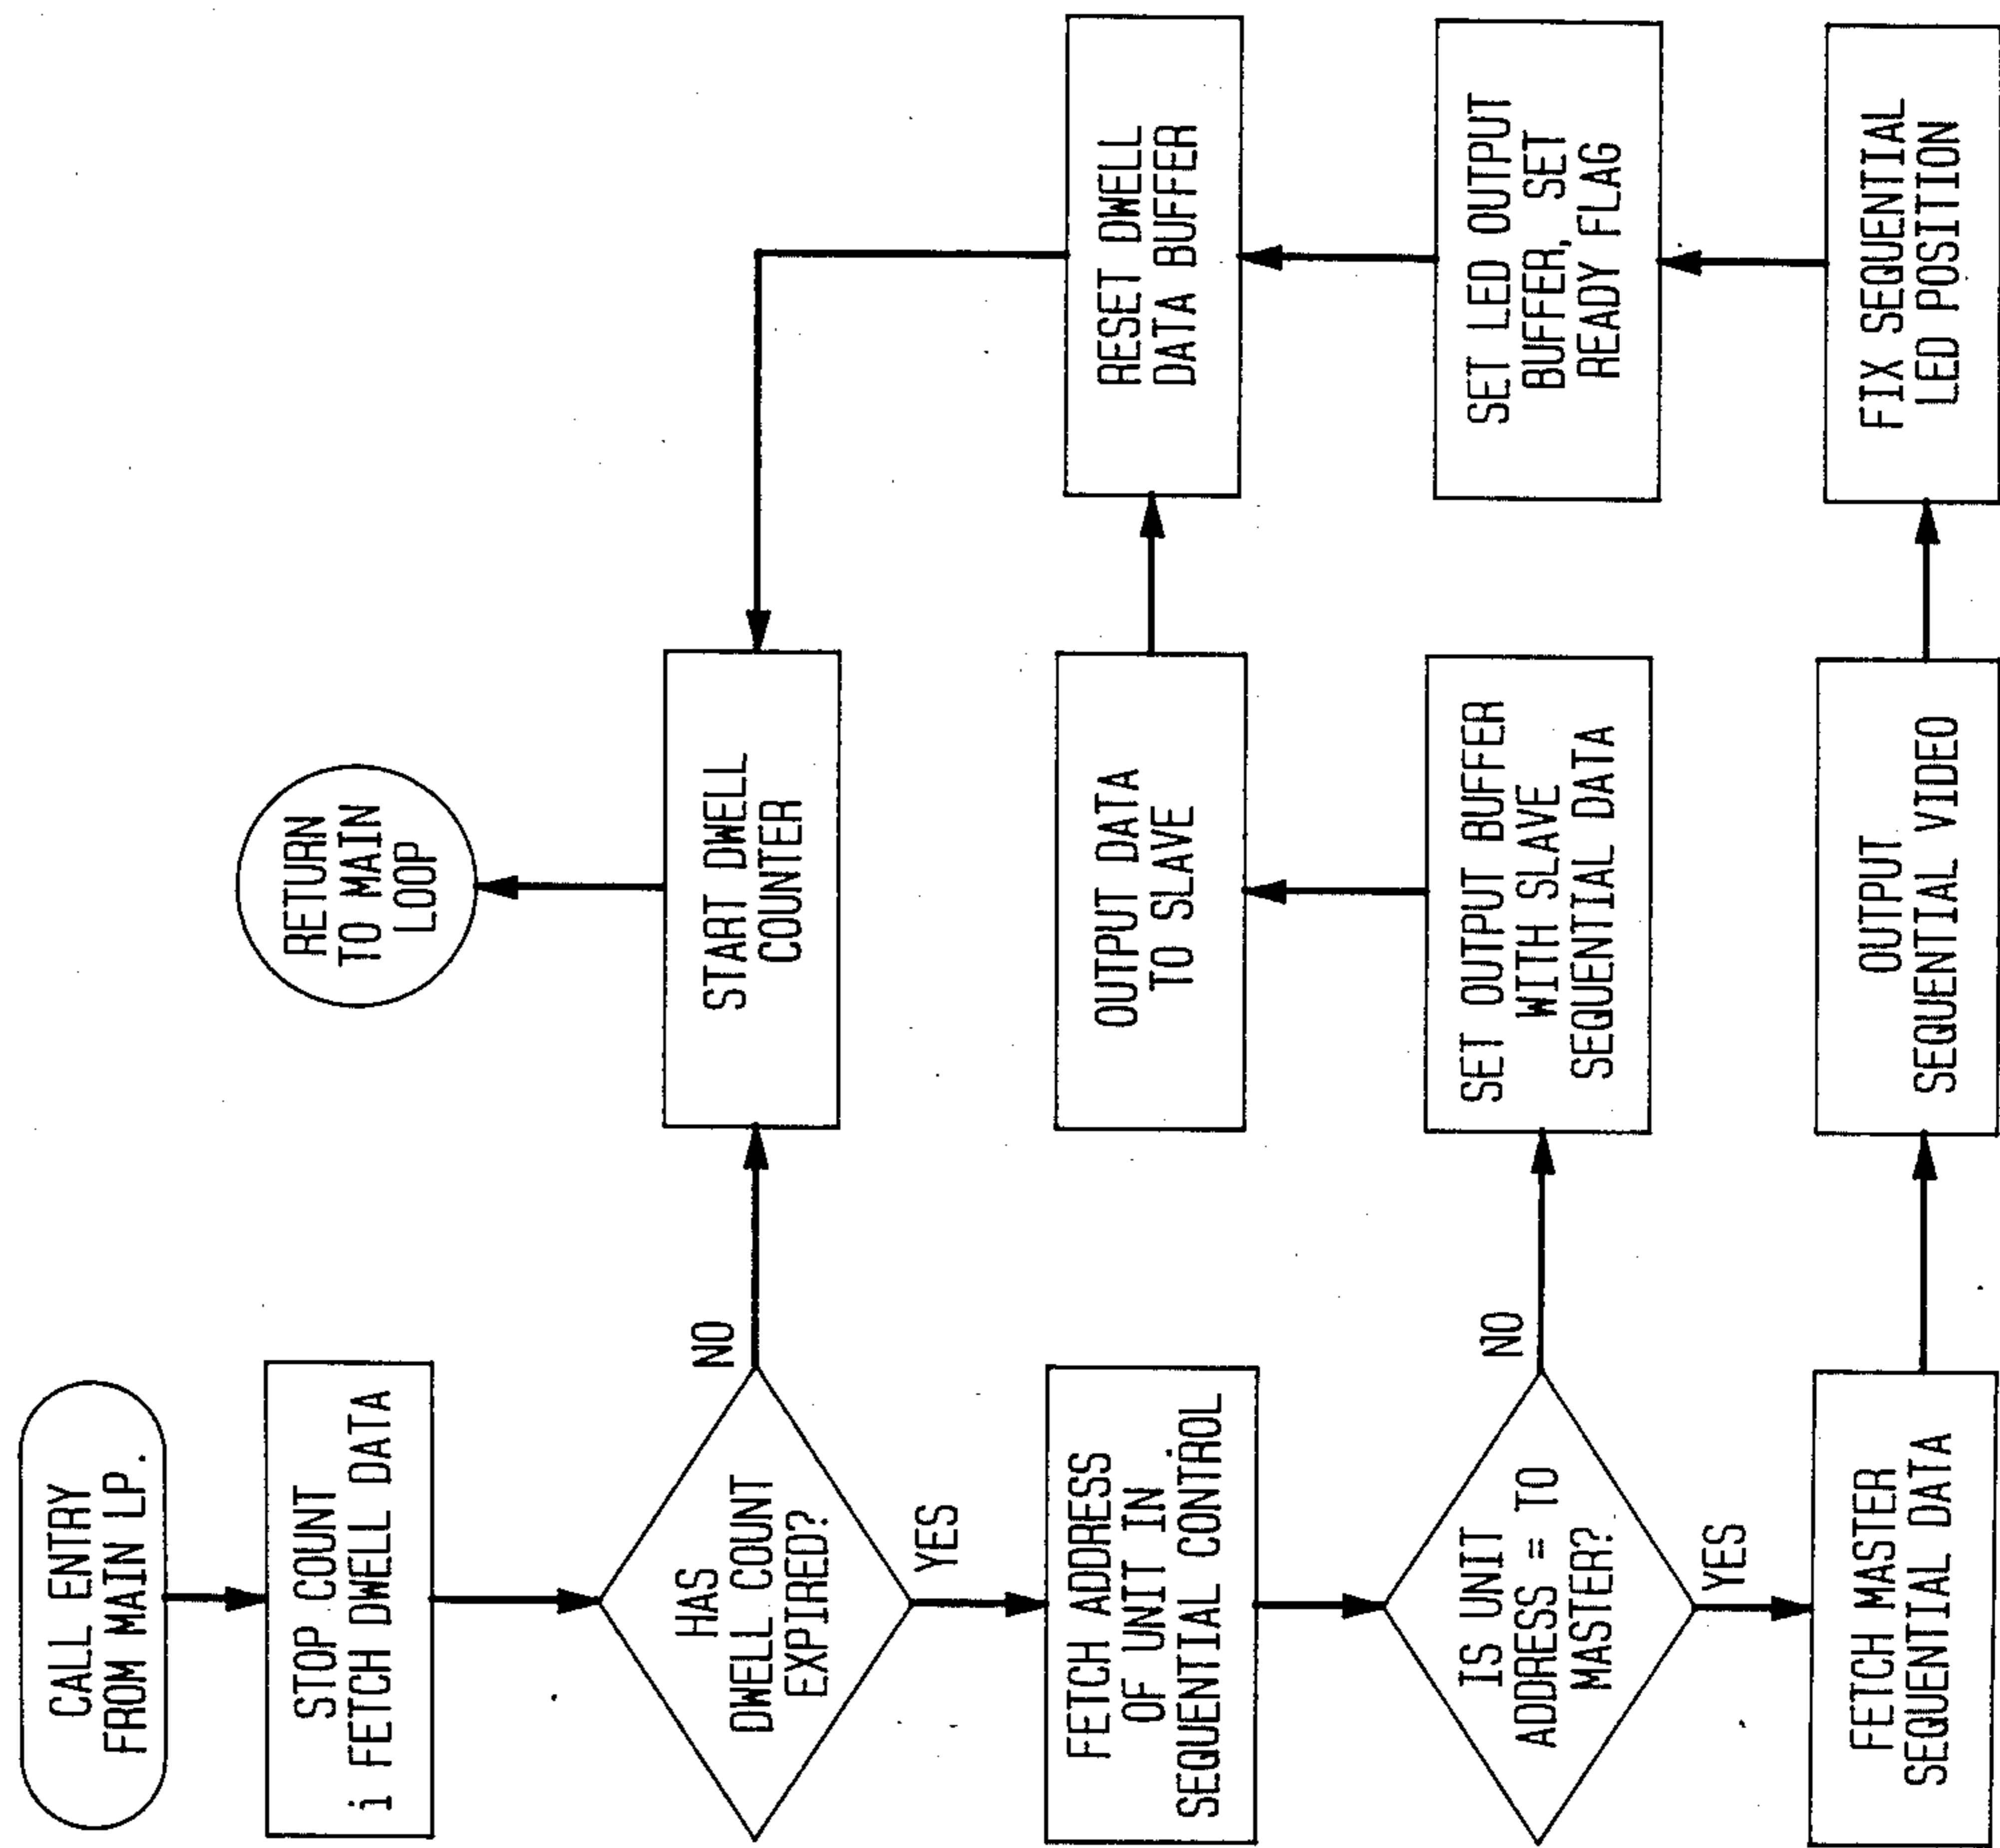 CALL ENTRY
FROM MAIN LP.
STOP COUNT
i FETCH DWELL DATA
HAS
DWELL COUNT
EXPIRED?
NO
YES
START DWELL
COUNTER
RETURN
TO MAIN
LOOP
FETCH ADDRESS
OF UNIT IN
SEQUENTIAL CONTROL
IS UNIT
ADDRESS = TO
MASTER?
NO
YES
SET OUTPUT BUFFER
WITH SLAVE
SEQUENTIAL DATA
OUTPUT DATA
TO SLAVE
RESET DWELL
DATA BUFFER
FETCH MASTER
SEQUENTIAL DATA
OUTPUT
SEQUENTIAL VIDEO
FIX SEQUENTIAL
LED POSITION
SET LED OUTPUT
BUFFER, SET
READY FLAG